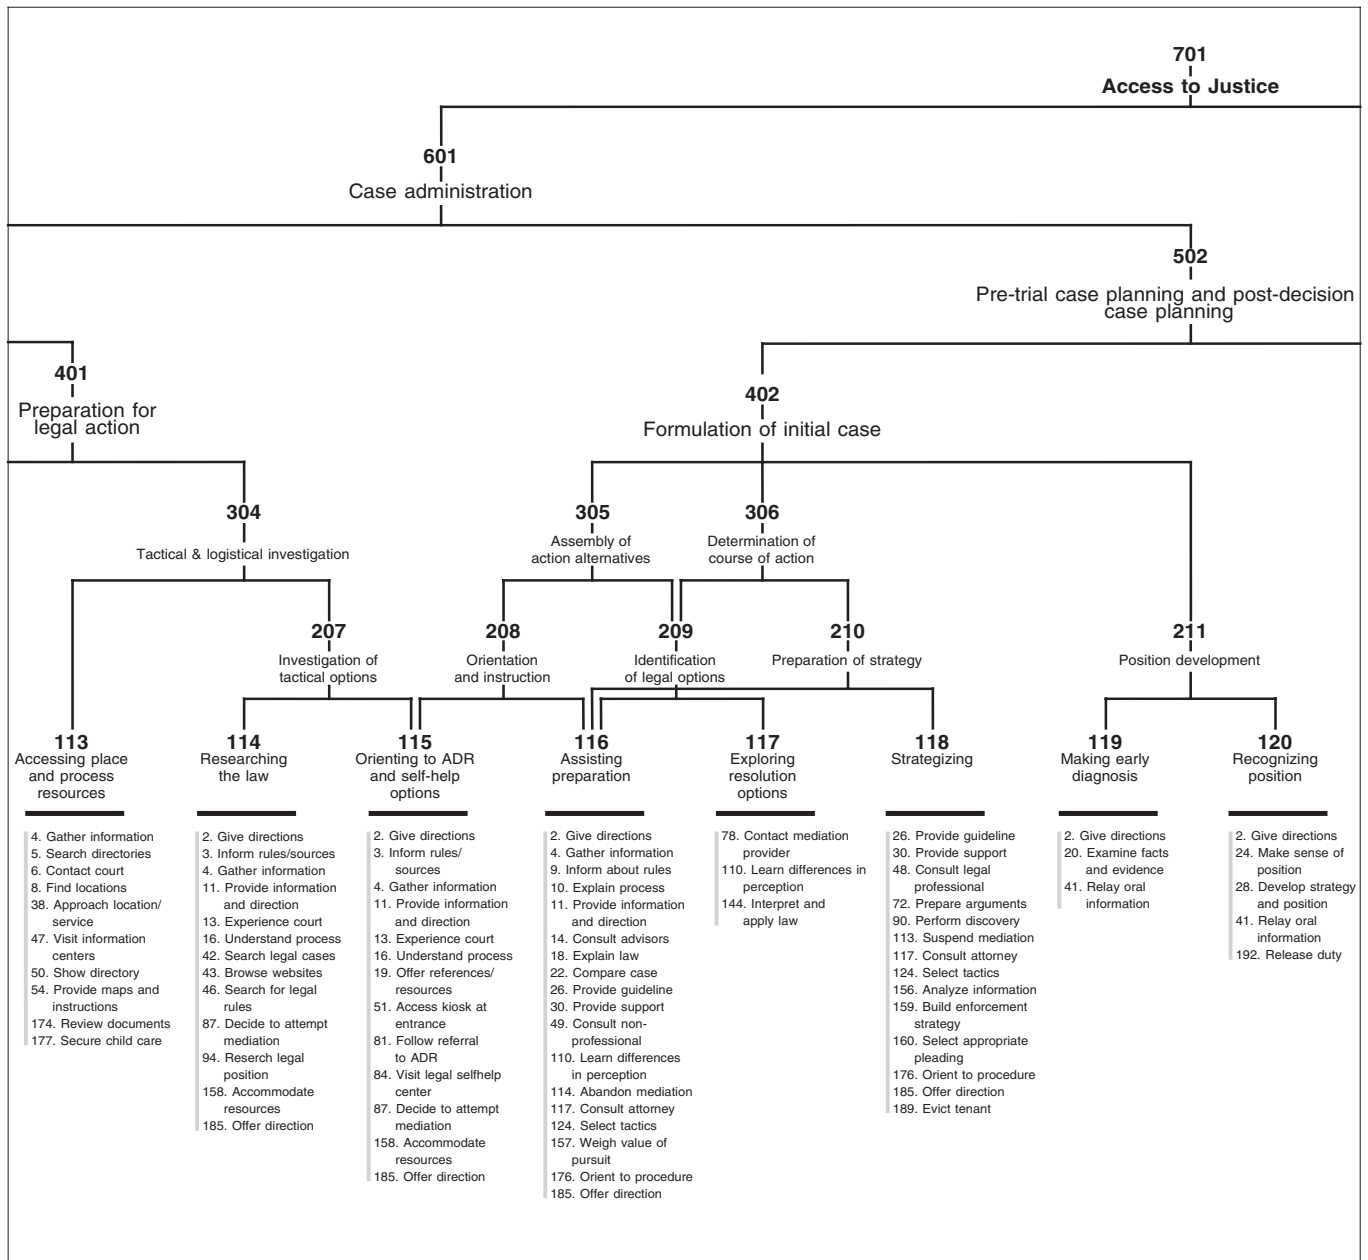 701
Access to Justice
601
Case administration
502
Pre-trial case planning and post-decision
case planning
401
Preparation for
legal action
402
Formulation of initial case
304
Tactical & logistical investigation
305
Assembly of
action alternatives
306
Determination of
course of action
207
Investigation of
tactical options
208
Orientation
and instruction
209
Identification
of legal options
210
Preparation of strategy
211
Position development
113
Accessing place
and process
resources
4. Gather information
5. Search directories
6. Contact court
8. Find locations
38. Approach location/
service
47. Visit information
centers
50. Show directory
54. Provide maps and
instructions
174. Review documents
177. Secure child care
114
Researching
the law
2. Give directions
3. Inform rules/sources
4. Gather information
11. Provide information
and direction
13. Experience court
16. Understand process
42. Search legal cases
43. Browse websites
46. Search for legal
rules
87. Decide to attempt
mediation
94. Reserch legal
position
158. Accommodate
resources
185. Offer direction
115
Orienting to ADR
and self-help
options
2. Give directions
3. Inform rules/
sources
4. Gather information
11. Provide information
and direction
13. Experience court
16. Understand process
19. Offer references/
resources
51. Access kiosk at
entrance
81. Follow referral
to ADR
84. Visit legal selfhelp
center
87. Decide to attempt
mediation
158. Accommodate
resources
185. Offer direction
116
Assisting
preparation
2. Give directions
4. Gather information
9. Inform about rules
10. Explain process
11. Provide information
and direction
14. Consult advisors
18. Explain law
22. Compare case
26. Provide guideline
30. Provide support
49. Consult non-
professional
110. Learn differences
in perception
114. Abandon mediation
117. Consult attorney
124. Select tactics
157. Weigh value of
pursuit
176. Orient to procedure
185. Offer direction
117
Exploring
resolution
options
78. Contact mediation
provider
110. Learn differences in
perception
144. Interpret and
apply law
118
Strategizing
26. Provide guideline
30. Provide support
48. Consult legal
professional
72. Prepare arguments
90. Perform discovery
113. Suspend mediation
117. Consult attorney
124. Select tactics
156. Analyze information
159. Build enforcement
strategy
160. Select appropriate
pleading
176. Orient to procedure
185. Offer direction
189. Evict tenant
119
Making early
diagnosis
2. Give directions
20. Examine facts
and evidence
41. Relay oral
information
120
Recognizing
position
2. Give directions
24. Make sense of
position
28. Develop strategy
and position
41. Relay oral
information
192. Release duty